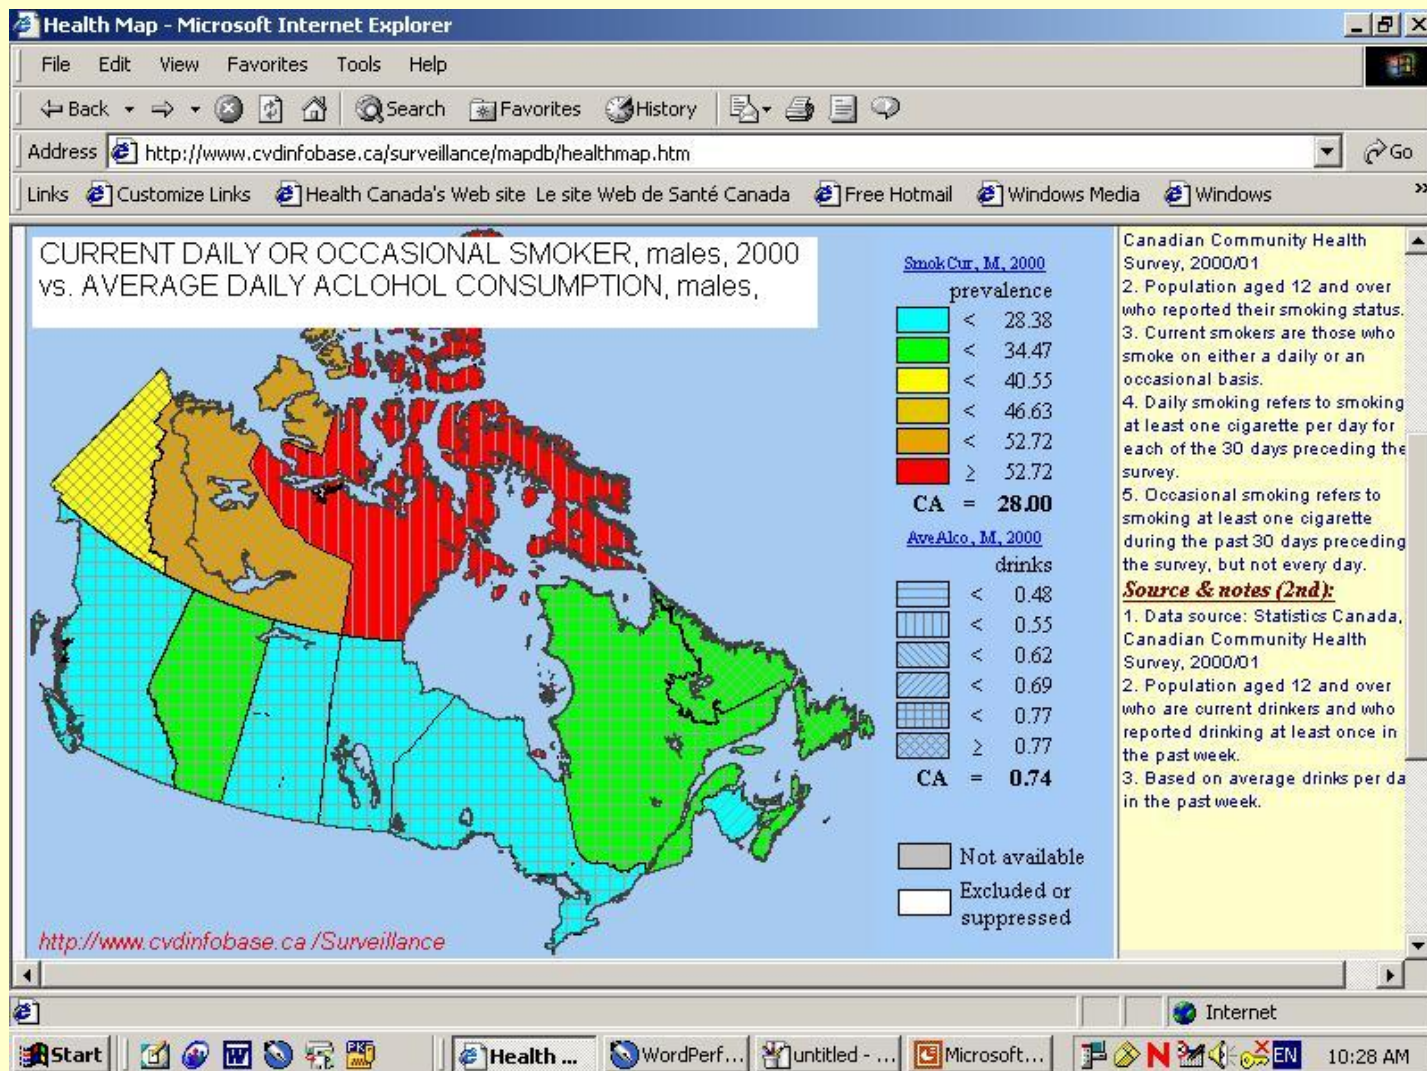 Health Map - Microsoft Internet Explorer
File Edit View Favorites Tools Help
Back Search Favorites History
Address http://www.cvdinfobase.ca/surveillance/mapdb/healthmap.htm Go
Links Customize Links Health Canada's Web site Le site Web de Santé Canada Free Hotmail Windows Media Windows »
CURRENT DAILY OR OCCASIONAL SMOKER, males, 2000
vs. AVERAGE DAILY ACLOHOL CONSUMPTION, males,
SmokCur, M, 2000
prevalence
< 28.38
< 34.47
< 40.55
< 46.63
< 52.72
≥ 52.72
CA = 28.00
AveAlco, M, 2000
drinks
< 0.48
< 0.55
< 0.62
< 0.69
< 0.77
≥ 0.77
CA = 0.74
Not available
Excluded or
suppressed
http://www.cvdinfobase.ca /Surveillance
Canadian Community Health
Survey, 2000/01
2. Population aged 12 and over
who reported their smoking status.
3. Current smokers are those who
smoke on either a daily or an
occasional basis.
4. Daily smoking refers to smoking
at least one cigarette per day for
each of the 30 days preceding the
survey.
5. Occasional smoking refers to
smoking at least one cigarette
during the past 30 days preceding
the survey, but not every day.
Source & notes (2nd):
1. Data source: Statistics Canada,
Canadian Community Health
Survey, 2000/01
2. Population aged 12 and over
who are current drinkers and who
reported drinking at least once in
the past week.
3. Based on average drinks per da
in the past week.
Internet
Start Health ... WordPerf... untitled - ... Microsoft... EN 10:28 AM